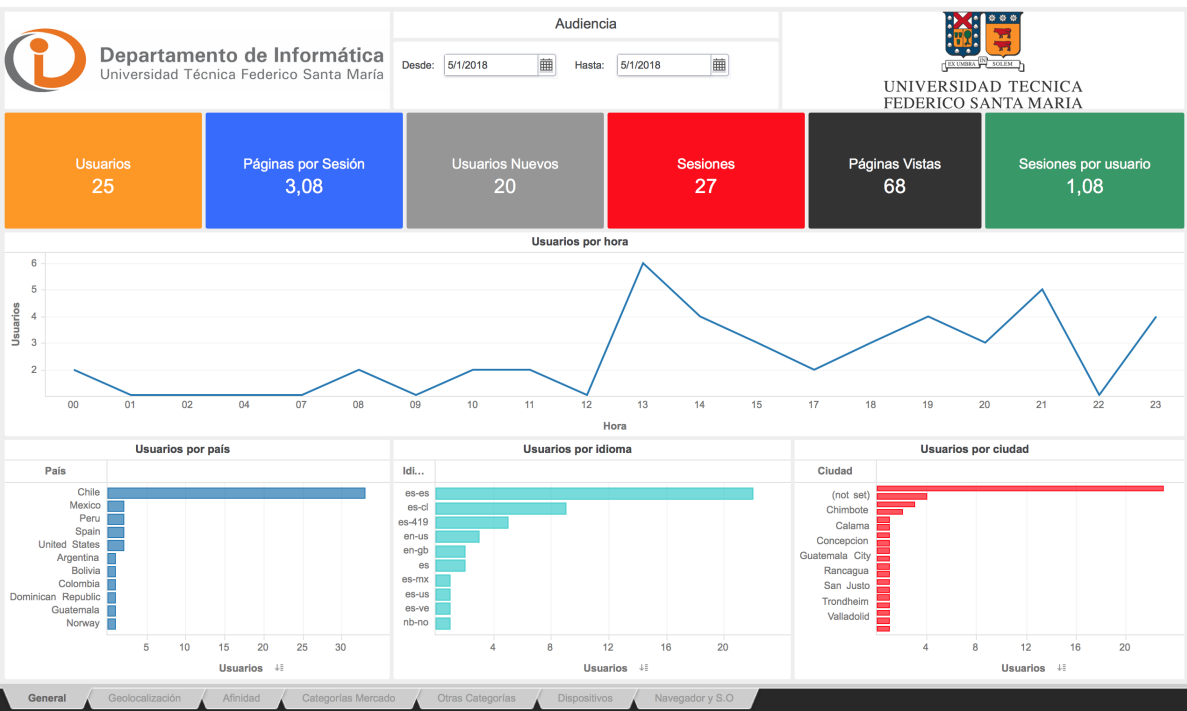 Departamento de Informática
Universidad Técnica Federico Santa María
Audiencia
Desde: 5/1/2018 Hasta: 5/1/2018
EX UMBRA IN SOLEM
UNIVERSIDAD TECNICA
FEDERICO SANTA MARIA
Usuarios
25
Páginas por Sesión
3,08
Usuarios Nuevos
20
Sesiones
27
Páginas Vistas
68
Sesiones por usuario
1,08
Usuarios por hora
Usuarios
6
5
4
3
2
00 01 02 04 07 08 09 10 11 12 13 14 15 17 18 19 20 21 22 23
Hora
Usuarios por país
País
Chile
Mexico
Peru
Spain
United States
Argentina
Bolivia
Colombia
Dominican Republic
Guatemala
Norway
5 10 15 20 25 30
Usuarios
Usuarios por idioma
Idi...
es-es
es-cl
es-419
en-us
en-gb
es
es-mx
es-us
es-ve
nb-no
4 8 12 16 20
Usuarios
Usuarios por ciudad
Ciudad
(not set)
Chimbote
Calama
Concepcion
Guatemala City
Rancagua
San Justo
Trondheim
Valladolid
4 8 12 16 20
Usuarios
General Geolocalización Afinidad Categorías Mercado Otras Categorías Dispositivos Navegador y S.O